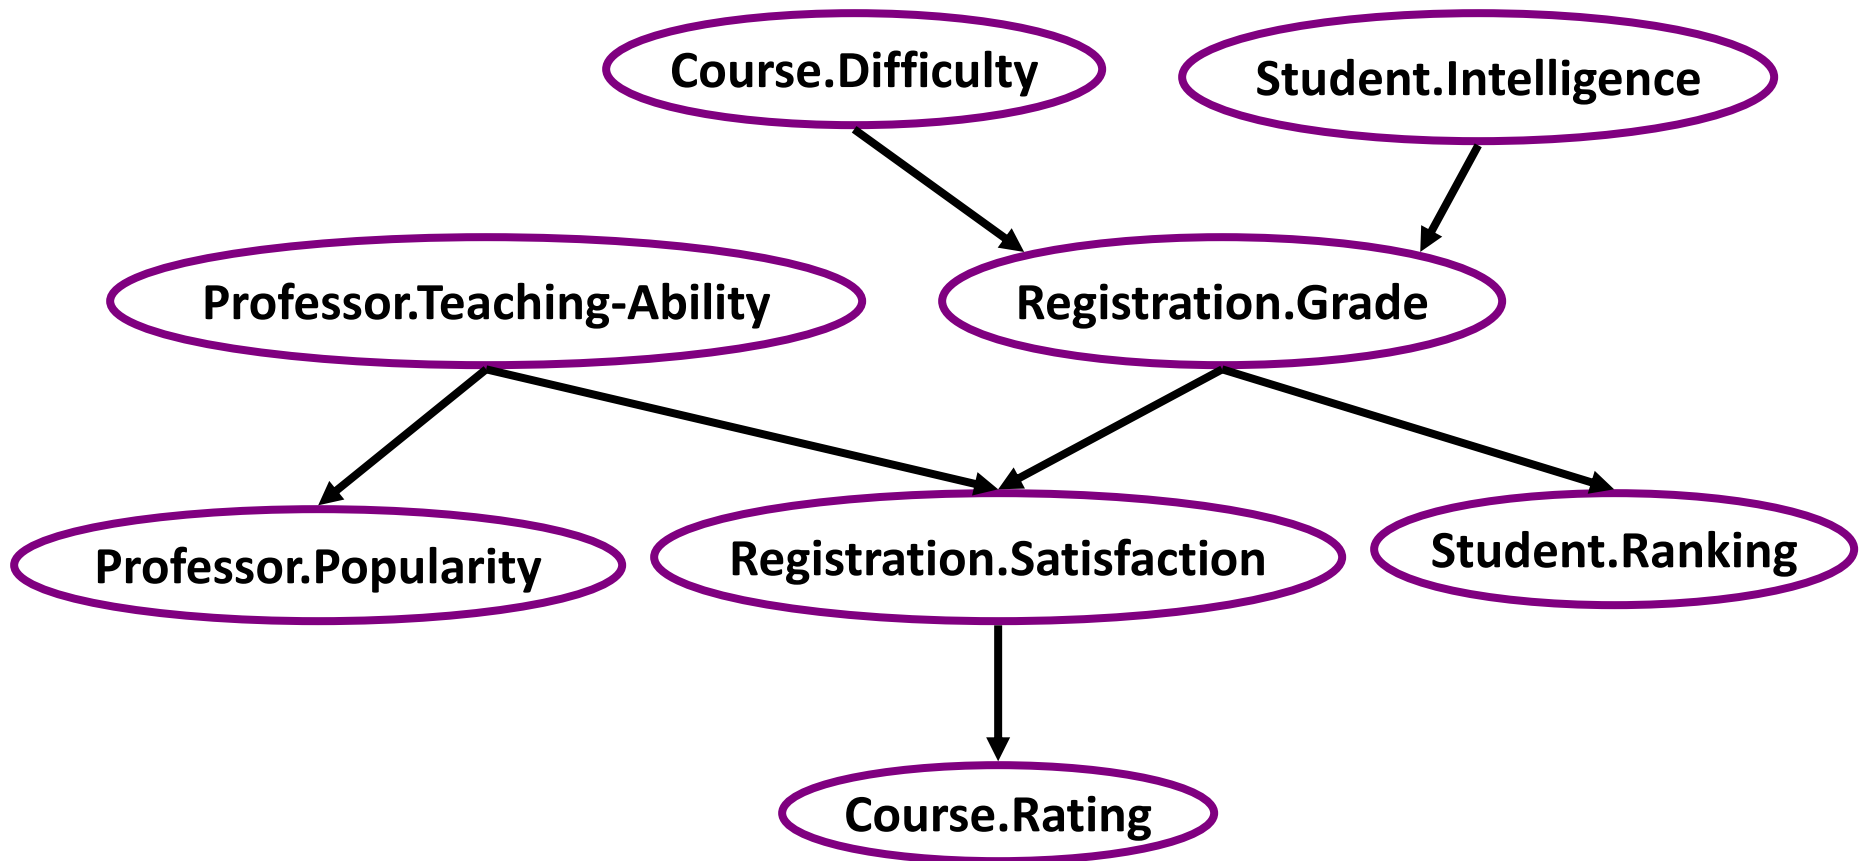 Course.Difficulty
Student.Intelligence
Professor.Teaching-Ability
Registration.Grade
Professor.Popularity
Registration.Satisfaction
Student.Ranking
Course.Rating